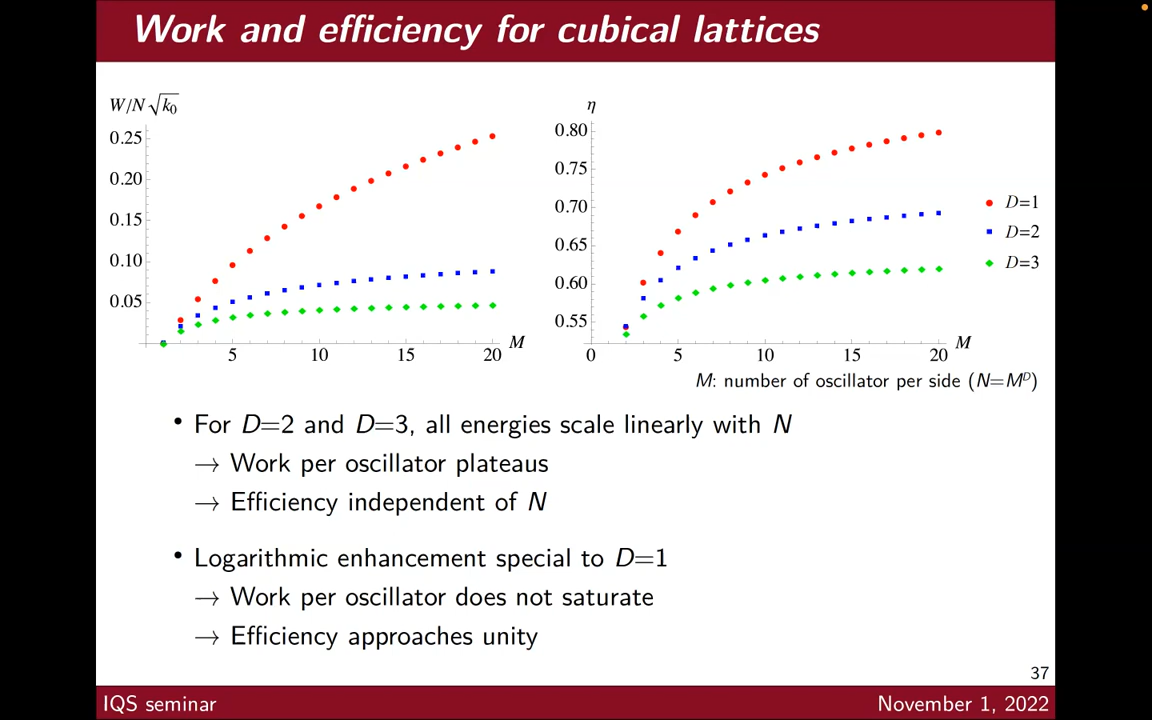 Work and efficiency for cubical lattices
W/N√k₀
0.25
0.20
0.15
0.10
0.05
5
10
15
20
M
η
0.80
0.75
0.70
0.65
0.60
0.55
0
5
10
15
20
M
D=1
D=2
D=3
M: number of oscillator per side (N=Mᴰ)
• For D=2 and D=3, all energies scale linearly with N
→ Work per oscillator plateaus
→ Efficiency independent of N
• Logarithmic enhancement special to D=1
→ Work per oscillator does not saturate
→ Efficiency approaches unity
37
IQS seminar
November 1, 2022